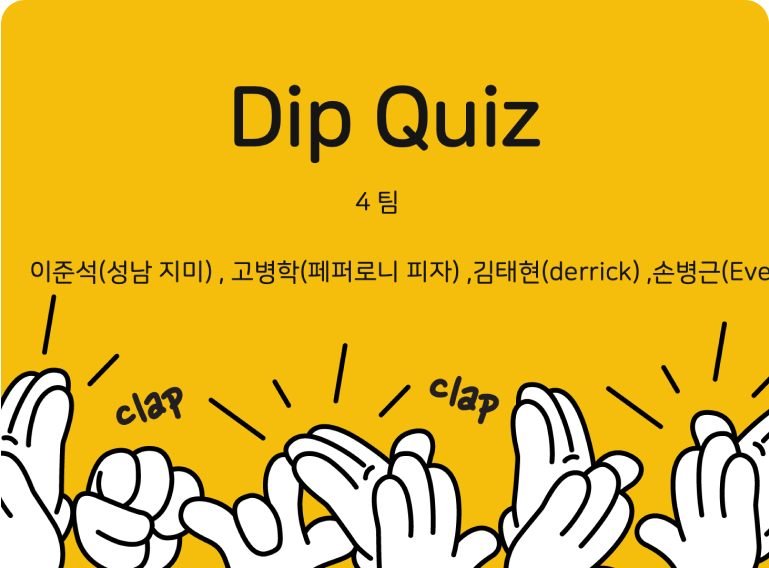 Dip Quiz
4 팀
이준석(성남 지미) , 고병학(페퍼로니 피자) ,김태현(derrick) ,손병근(Eve
clap
clap